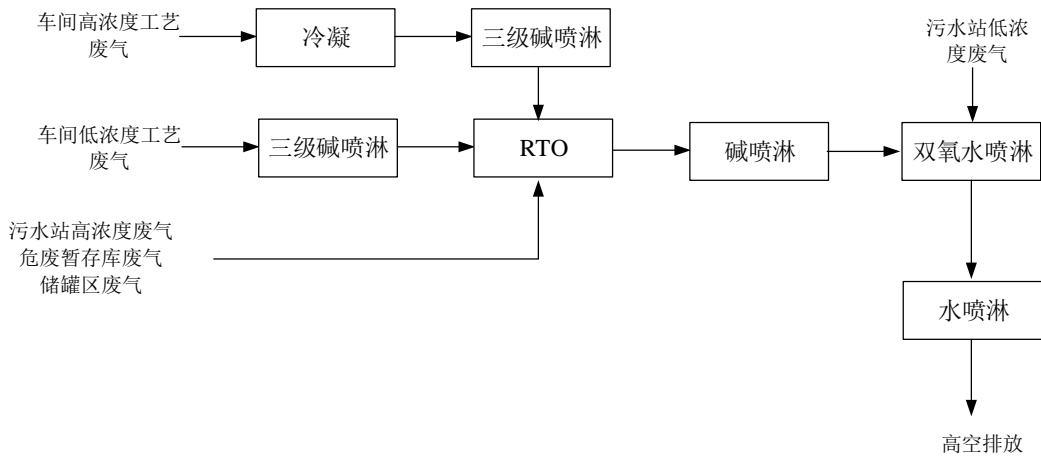 车间高浓度工艺
废气
冷凝
三级碱喷淋
污水站低浓
度废气
车间低浓度工艺
废气
三级碱喷淋
RTO
碱喷淋
双氧水喷淋
污水站高浓度废气
危废暂存库废气
储罐区废气
水喷淋
高空排放